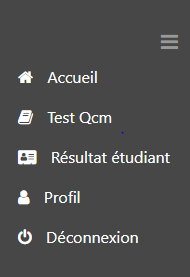 Accueil
Test Qcm
Résultat étudiant
Profil
Déconnexion